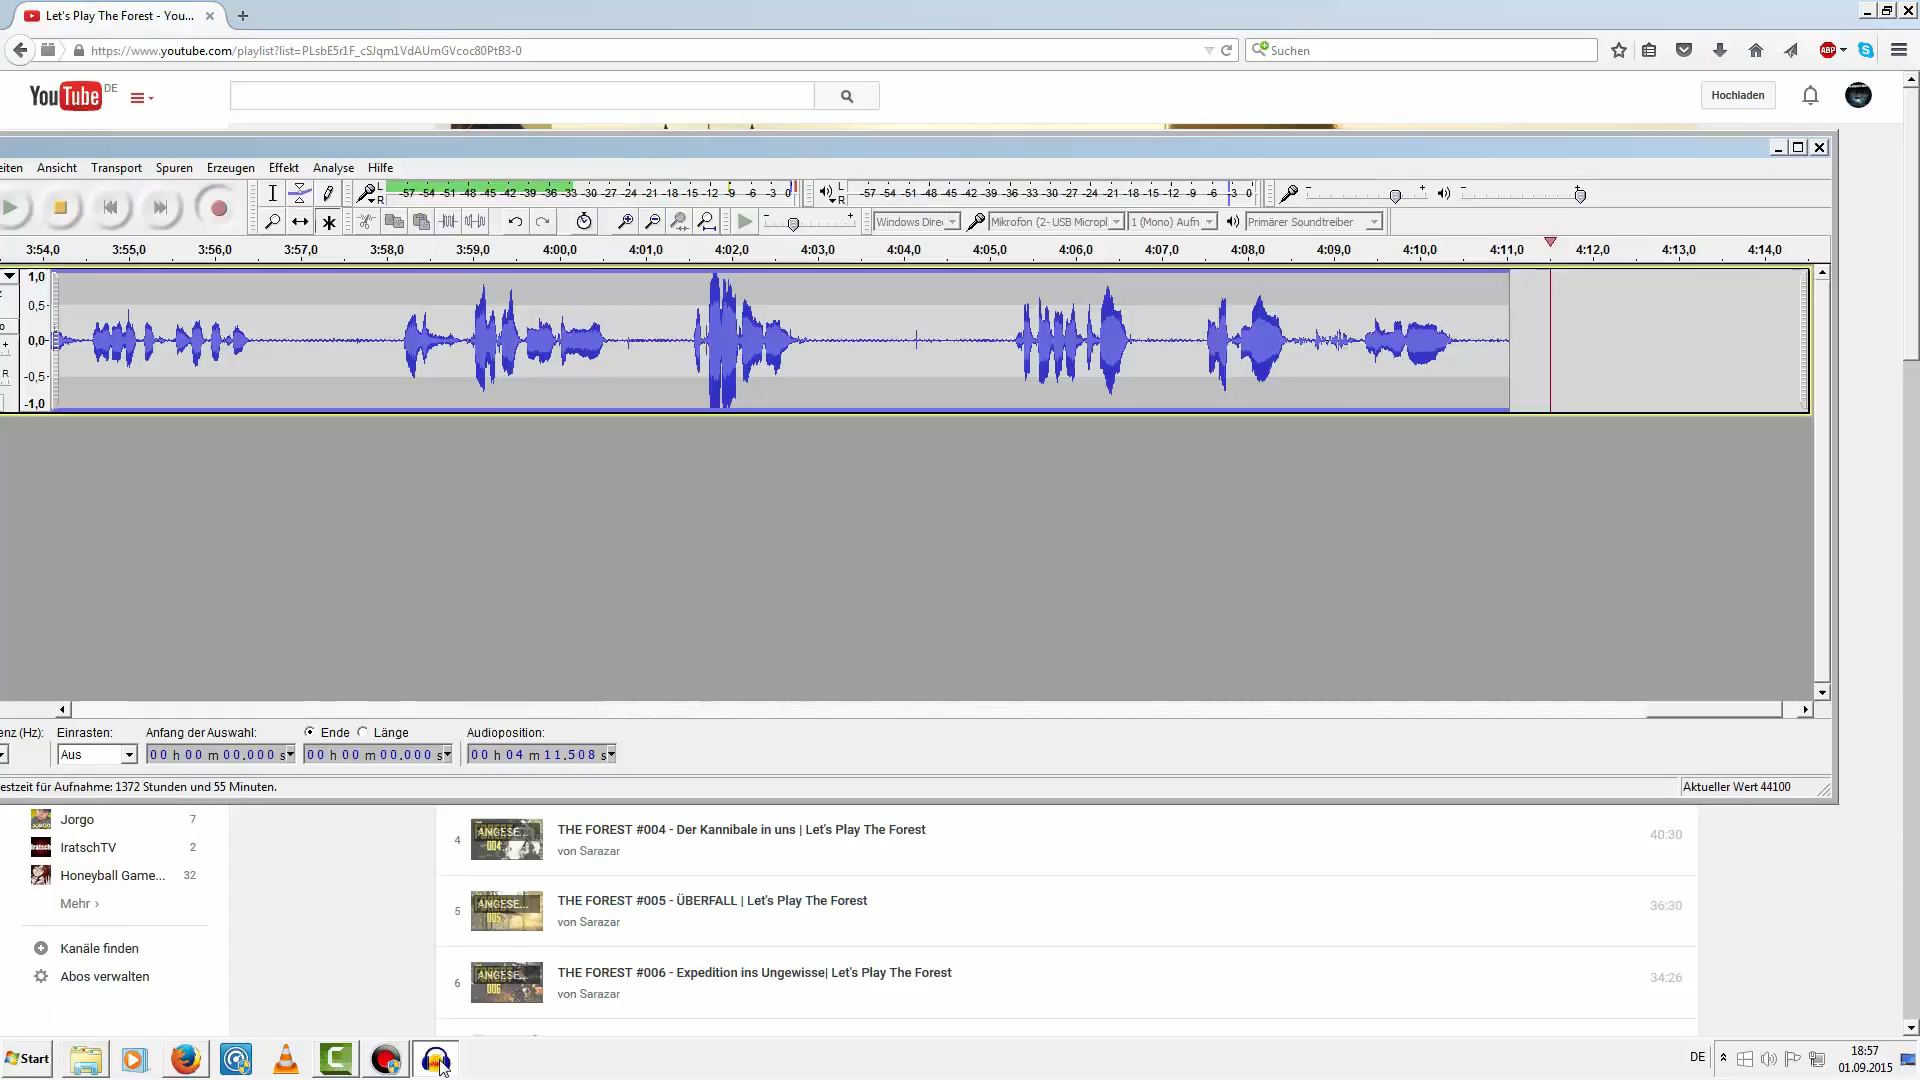 Let's Play The Forest - You...
https://www.youtube.com/playlist?list=PLsbE5r1F_cSJqm1VdAUmGVcoc80PtB3-0
Suchen
ABP
YouTube DE
Hochladen
eiten Ansicht Transport Spuren Erzeugen Effekt Analyse Hilfe
L -57 -54 -51 -48 -45 -42 -39 -36 -33 -30 -27 -24 -21 -18 -15 -12 -9 -6 -3 0
R
L -57 -54 -51 -48 -45 -42 -39 -36 -33 -30 -27 -24 -21 -18 -15 -12 -9 -6 -3 0
R
Windows Dire Mikrofon (2- USB Microph 1 (Mono) Aufn Primärer Soundtreiber
3:54,0 3:55,0 3:56,0 3:57,0 3:58,0 3:59,0 4:00,0 4:01,0 4:02,0 4:03,0 4:04,0 4:05,0 4:06,0 4:07,0 4:08,0 4:09,0 4:10,0 4:11,0 4:12,0 4:13,0 4:14,0
1,0
0,5
0,0
-0,5
-1,0
R
enz (Hz): Einrasten: Anfang der Auswahl: Ende Länge Audioposition:
Aus 00 h 00 m 00.000 s 00 h 00 m 00.000 s 00 h 04 m 11.508 s
estzeit für Aufnahme: 1372 Stunden und 55 Minuten. Aktueller Wert 44100
Jorgo 7
IratschTV 2
Honeyball Game... 32
Mehr ›
Kanäle finden
Abos verwalten
4 ANGESE... 004 THE FOREST #004 - Der Kannibale in uns | Let's Play The Forest 40:30
von Sarazar
5 ANGESE... 005 THE FOREST #005 - ÜBERFALL | Let's Play The Forest 36:30
von Sarazar
6 ANGESE... 006 THE FOREST #006 - Expedition ins Ungewisse| Let's Play The Forest 34:26
von Sarazar
Start
DE
18:57
01.09.2015